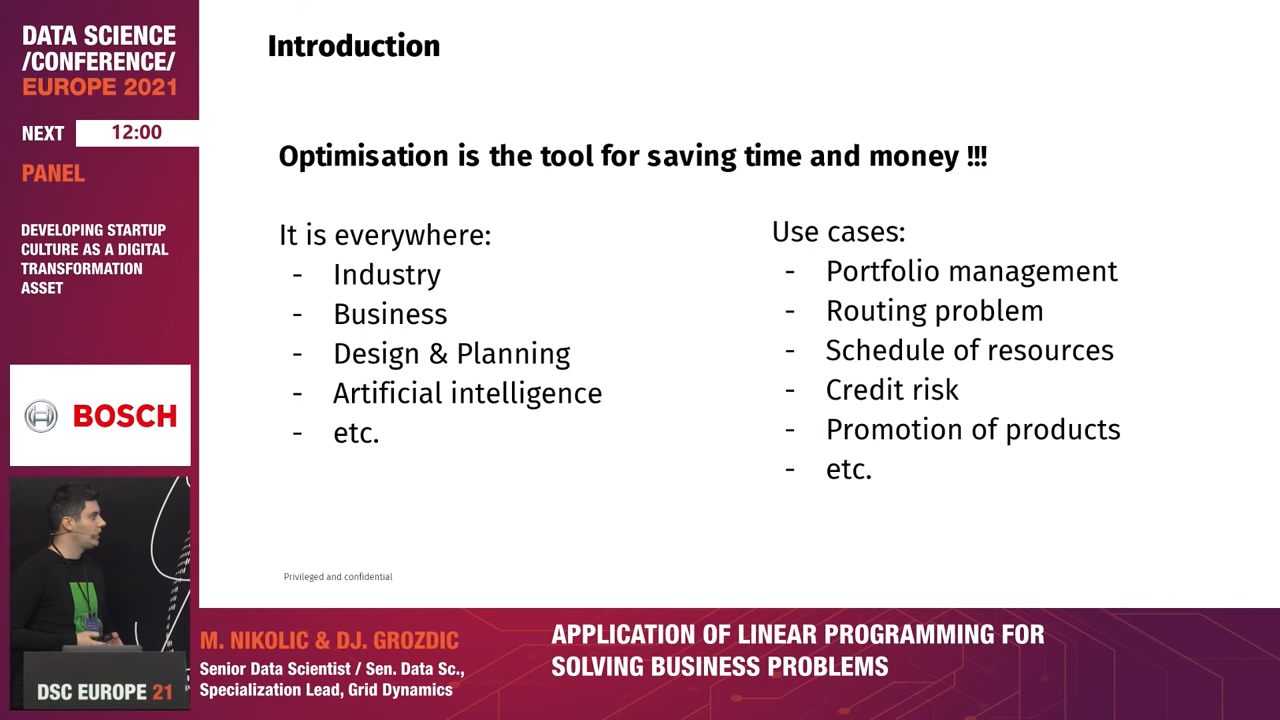 DATA SCIENCE
/CONFERENCE/
EUROPE 2021
NEXT 12:00
PANEL
DEVELOPING STARTUP
CULTURE AS A DIGITAL
TRANSFORMATION
ASSET
BOSCH
DSC EUROPE 21
Introduction
Optimisation is the tool for saving time and money !!!
It is everywhere:
- Industry
- Business
- Design & Planning
- Artificial intelligence
- etc.
Use cases:
- Portfolio management
- Routing problem
- Schedule of resources
- Credit risk
- Promotion of products
- etc.
Privileged and confidential
M. NIKOLIC & DJ. GROZDIC
Senior Data Scientist / Sen. Data Sc.,
Specialization Lead, Grid Dynamics
APPLICATION OF LINEAR PROGRAMMING FOR
SOLVING BUSINESS PROBLEMS